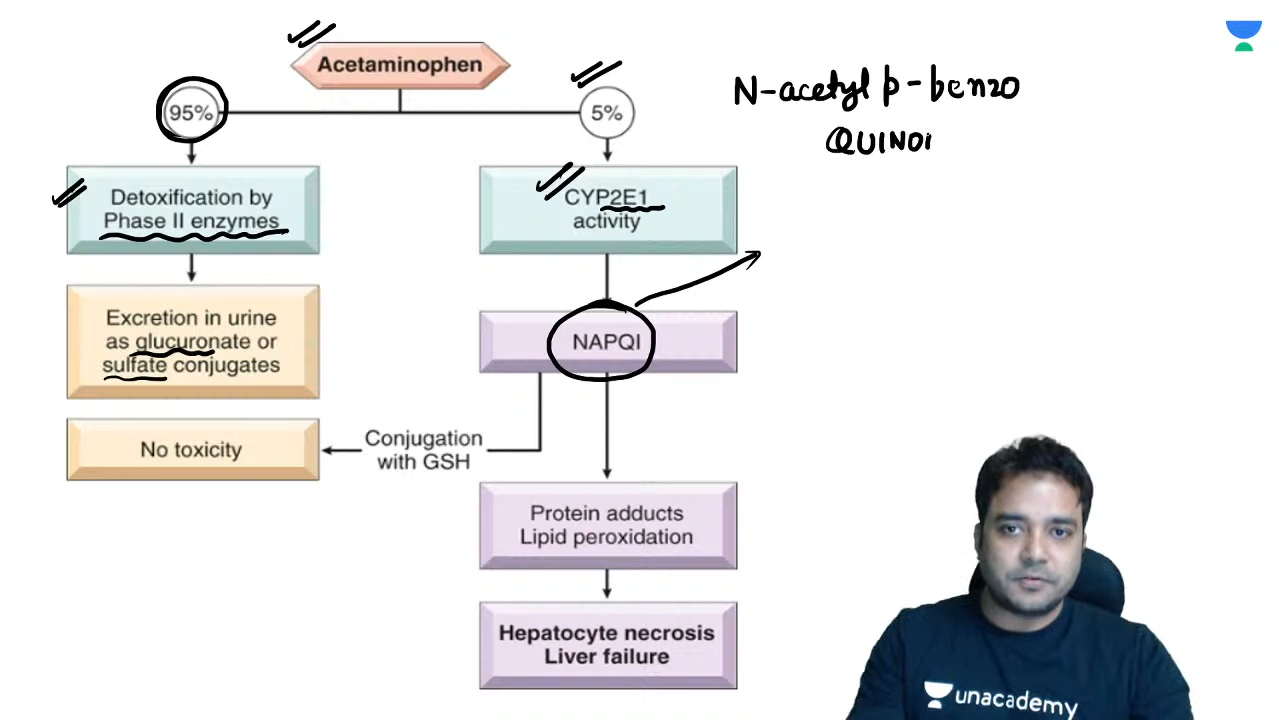 Acetaminophen
95%
5%
N-acetyl p-benzo
QUINOI
Detoxification by
Phase II enzymes
CYP2E1
activity
Excretion in urine
as glucuronate or
sulfate conjugates
NAPQI
No toxicity
Conjugation
with GSH
Protein adducts
Lipid peroxidation
Hepatocyte necrosis
Liver failure
unacademy